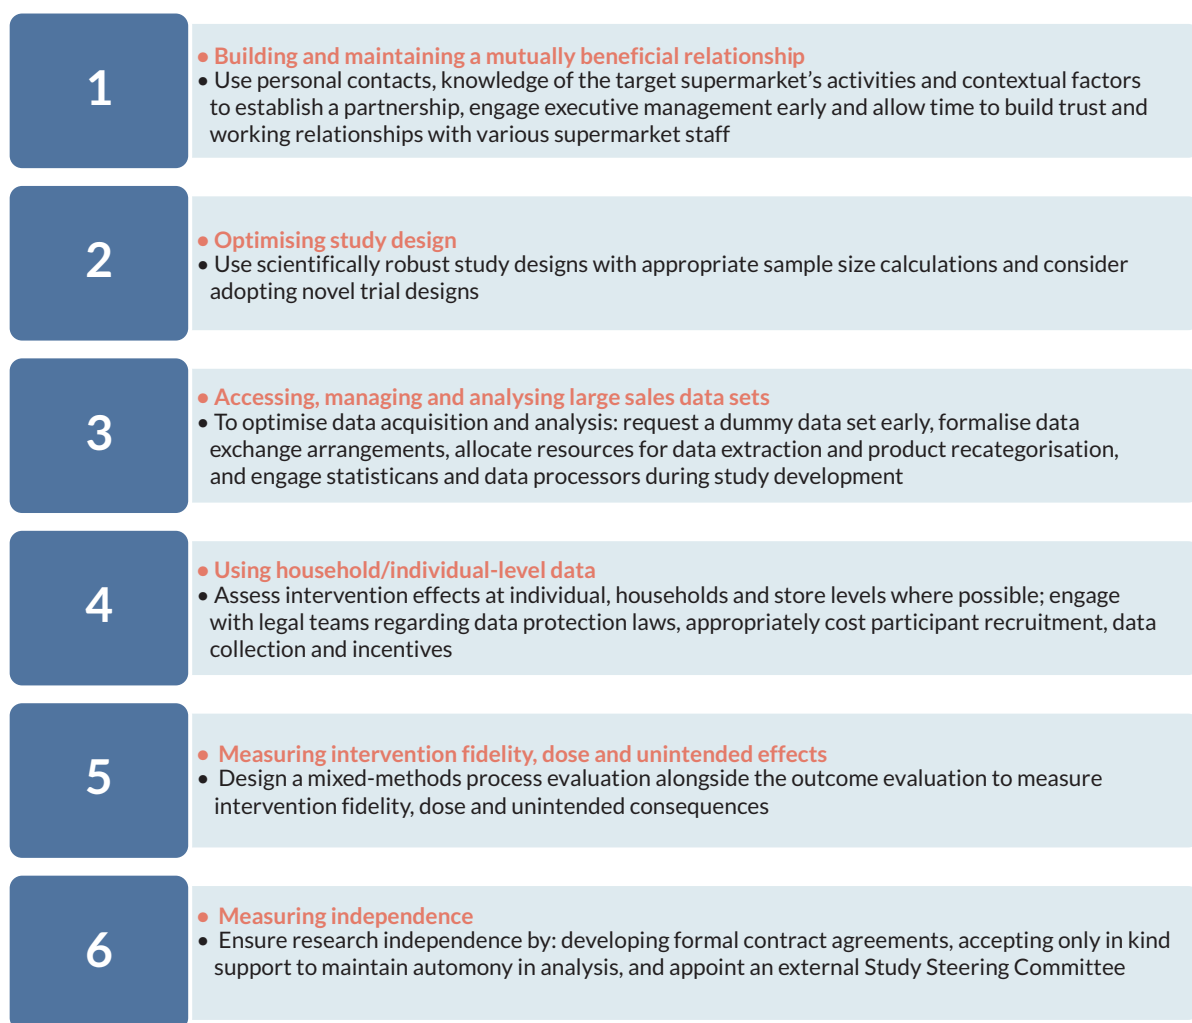 1
• Building and maintaining a mutually beneficial relationship
• Use personal contacts, knowledge of the target supermarket's activities and contextual factors
to establish a partnership, engage executive management early and allow time to build trust and
working relationships with various supermarket staff
2
• Optimising study design
• Use scientifically robust study designs with appropriate sample size calculations and consider
adopting novel trial designs
3
• Accessing, managing and analysing large sales data sets
• To optimise data acquisition and analysis: request a dummy data set early, formalise data
exchange arrangements, allocate resources for data extraction and product recategorisation,
and engage statisticans and data processors during study development
4
• Using household/individual-level data
• Assess intervention effects at individual, households and store levels where possible; engage
with legal teams regarding data protection laws, appropriately cost participant recruitment, data
collection and incentives
5
• Measuring intervention fidelity, dose and unintended effects
• Design a mixed-methods process evaluation alongside the outcome evaluation to measure
intervention fidelity, dose and unintended consequences
6
• Measuring independence
• Ensure research independence by: developing formal contract agreements, accepting only in kind
support to maintain automony in analysis, and appoint an external Study Steering Committee